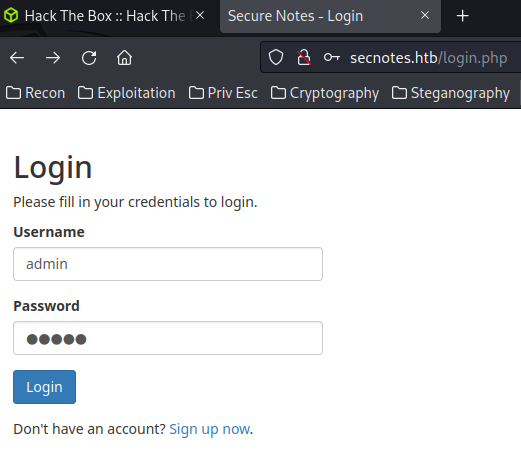 Hack The Box :: Hack The
Secure Notes - Login
secnotes.htb/login.php
Recon
Exploitation
Priv Esc
Cryptography
Steganography
Login
Please fill in your credentials to login.
Username
admin
Password
Login
Don't have an account? Sign up now.